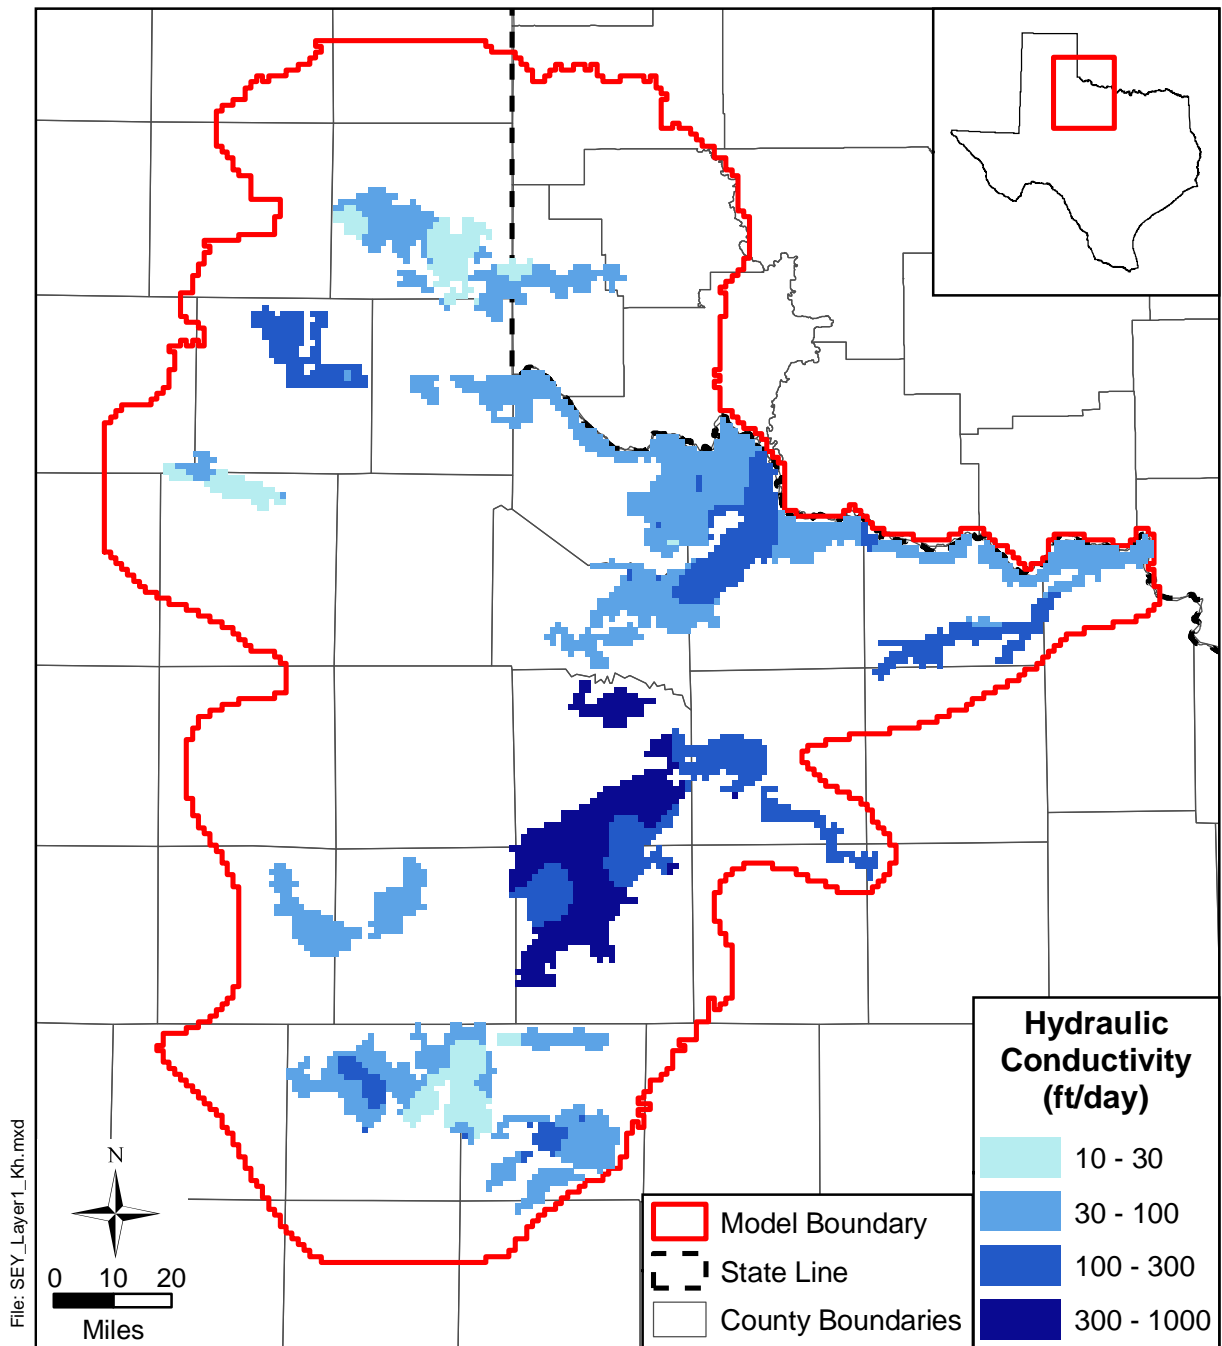 Hydraulic
Conductivity
(ft/day)
10 - 30
30 - 100
100 - 300
300 - 1000
Model Boundary
State Line
County Boundaries
N
0 10 20
Miles
File: SEY_Layer1_Kh.mxd